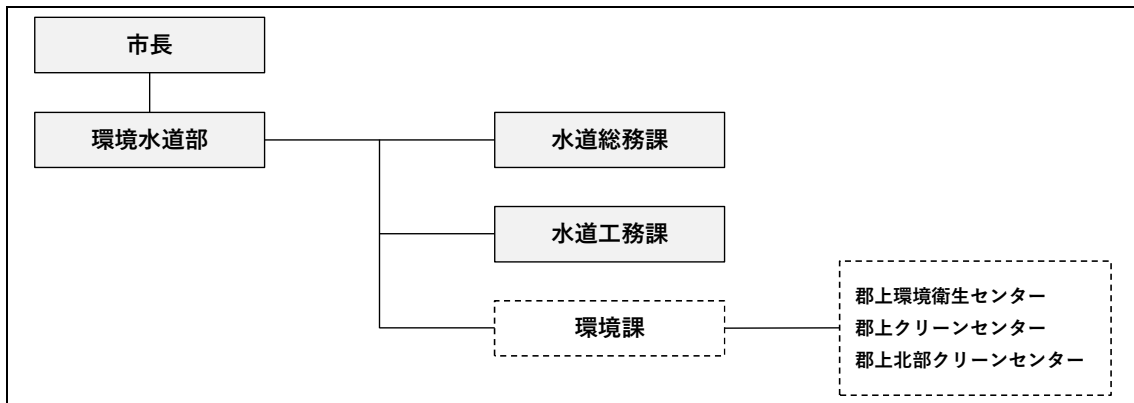 市長
環境水道部
水道総務課
水道工務課
環境課
郡上環境衛生センター
郡上クリーンセンター
郡上北部クリーンセンター